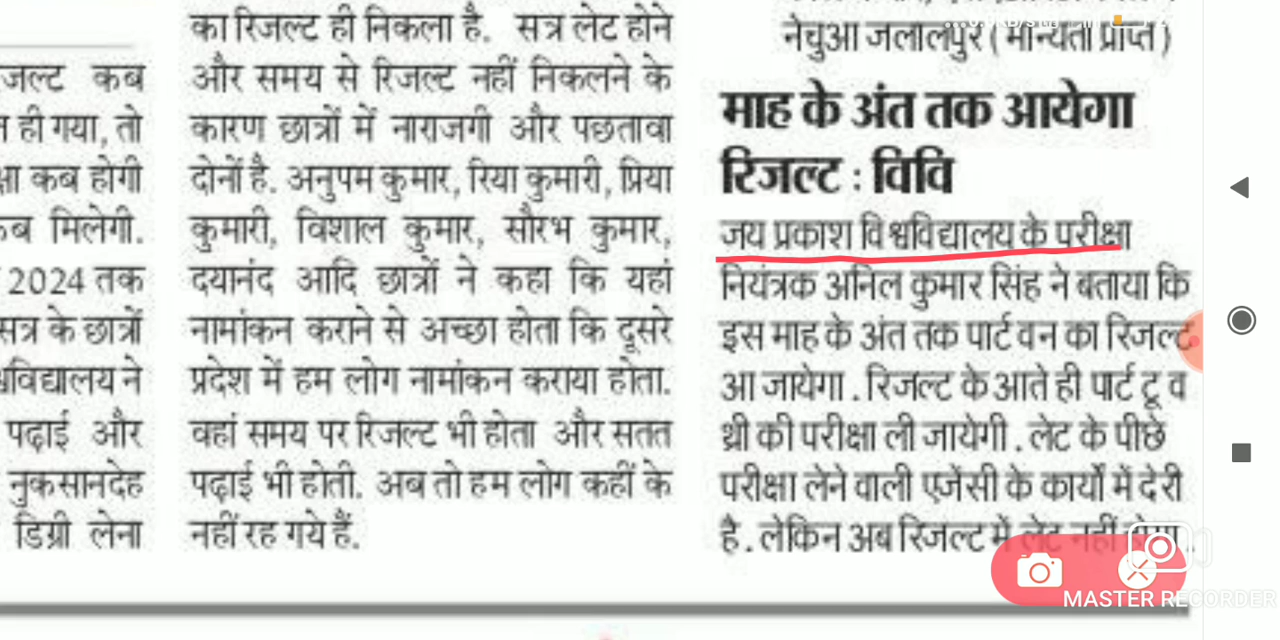 जल्ट कब
ही गया, तो
कब होगी
मिलेगी.
2024 तक
सत्र के छात्रों
ने
पढ़ाई और
नुकसानदेह
डिग्री लेना
का रिजल्ट ही निकला है. सत्र लेट होने
और समय से रिजल्ट नहीं निकलने के
कारण छात्रों में नाराजगी और पछतावा
दोनों है. अनुपम कुमार, रिया कुमारी, प्रिया
कुमारी, विशाल कुमार, सौरभ कुमार,
दयानंद आदि छात्रों ने कहा कि यहां
नामांकन कराने से अच्छा होता कि दूसरे
प्रदेश में हम लोग नामांकन कराया होता.
वहां समय पर रिजल्ट भी होता और सतत
पढ़ाई भी होती. अब तो हम लोग कहीं के
नहीं रह गये हैं.
नेचुआ जलालपुर ( मान्यता प्राप्त )
माह के अंत तक आयेगा
रिजल्ट : विवि
जय प्रकाश विश्वविद्यालय के परीक्षा
नियंत्रक अनिल कुमार सिंह ने बताया कि
इस माह के अंत तक पार्ट वन का रिजल्ट
आ जायेगा . रिजल्ट के आते ही पार्ट टू व
थ्री की परीक्षा ली जायेगी . लेट के पीछे
परीक्षा लेने वाली एजेंसी के कार्यों में देरी
है . लेकिन अब रिजल्ट में लेट नहीं होगा .
MASTER RECORDER